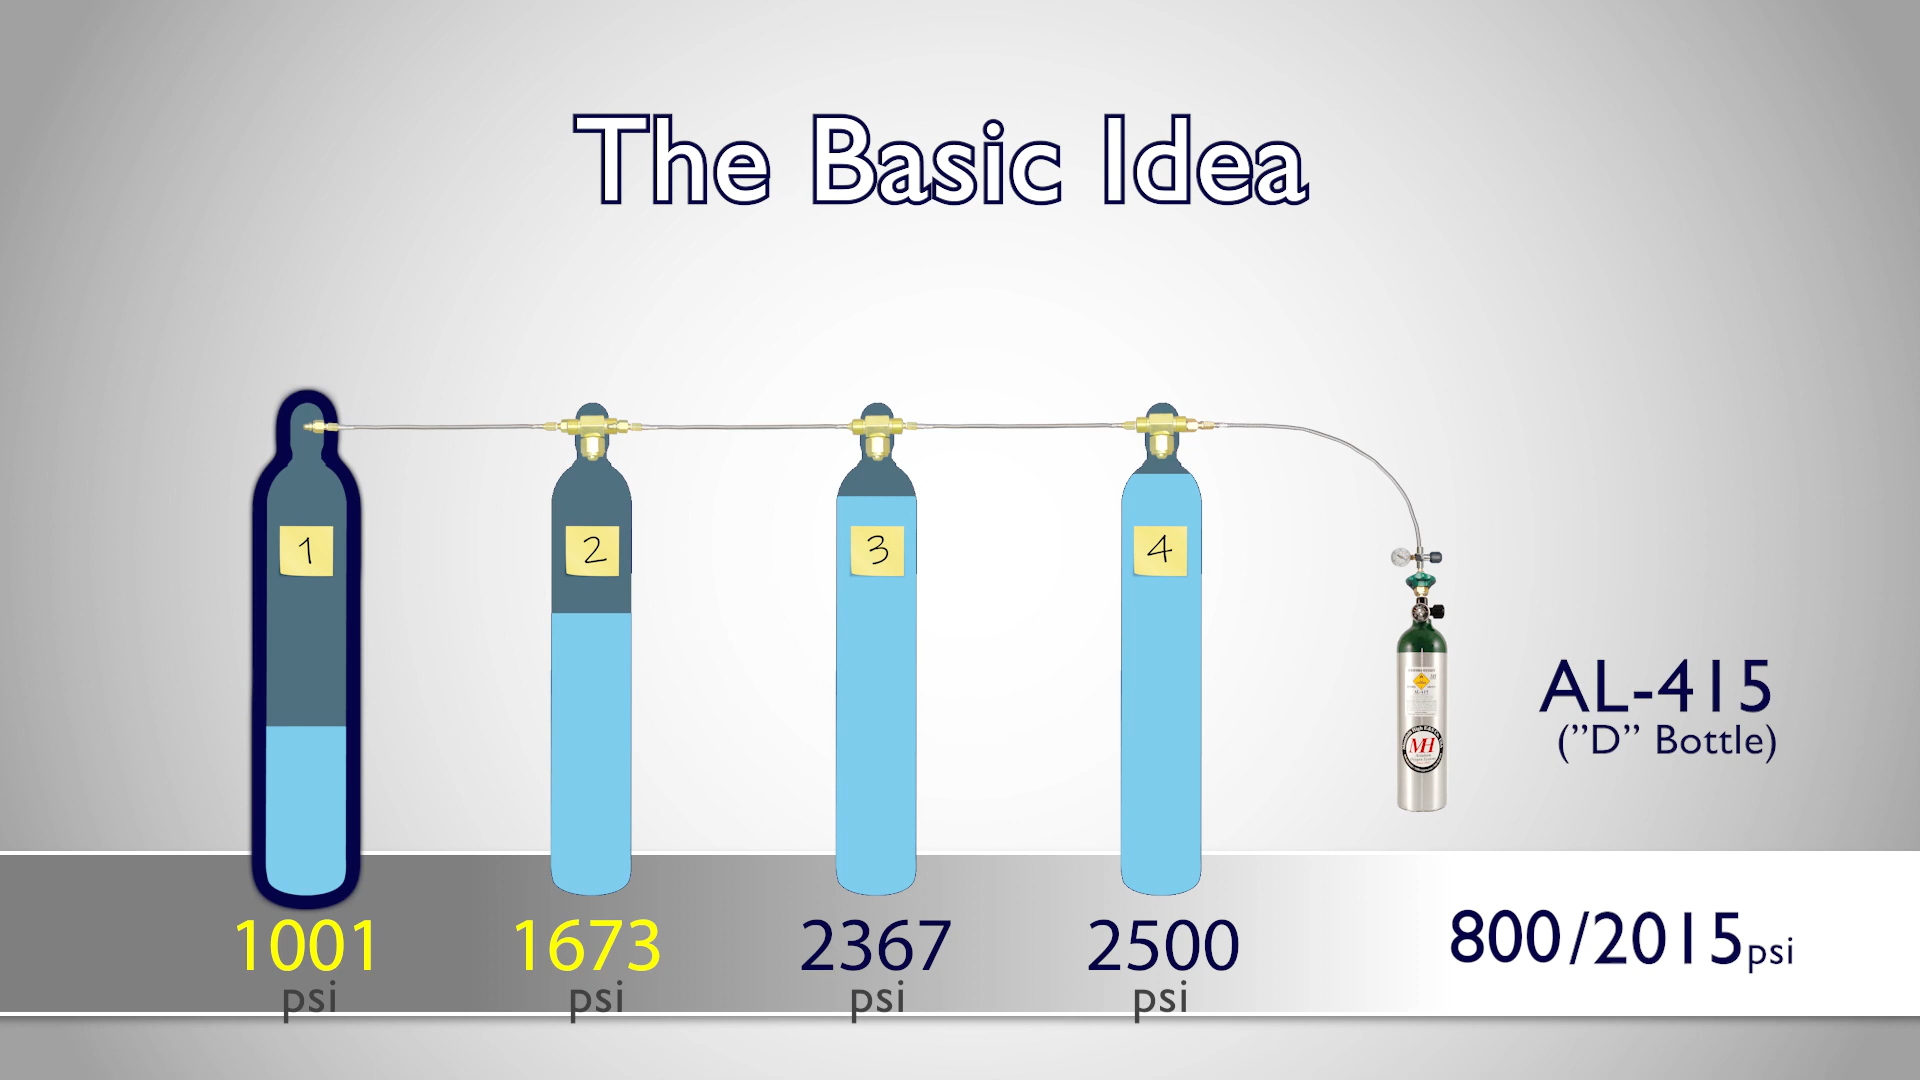 The Basic Idea
1
2
3
4
MH
AL-415
("D" Bottle)
1001
psi
1673
psi
2367
psi
2500
psi
800/2015psi